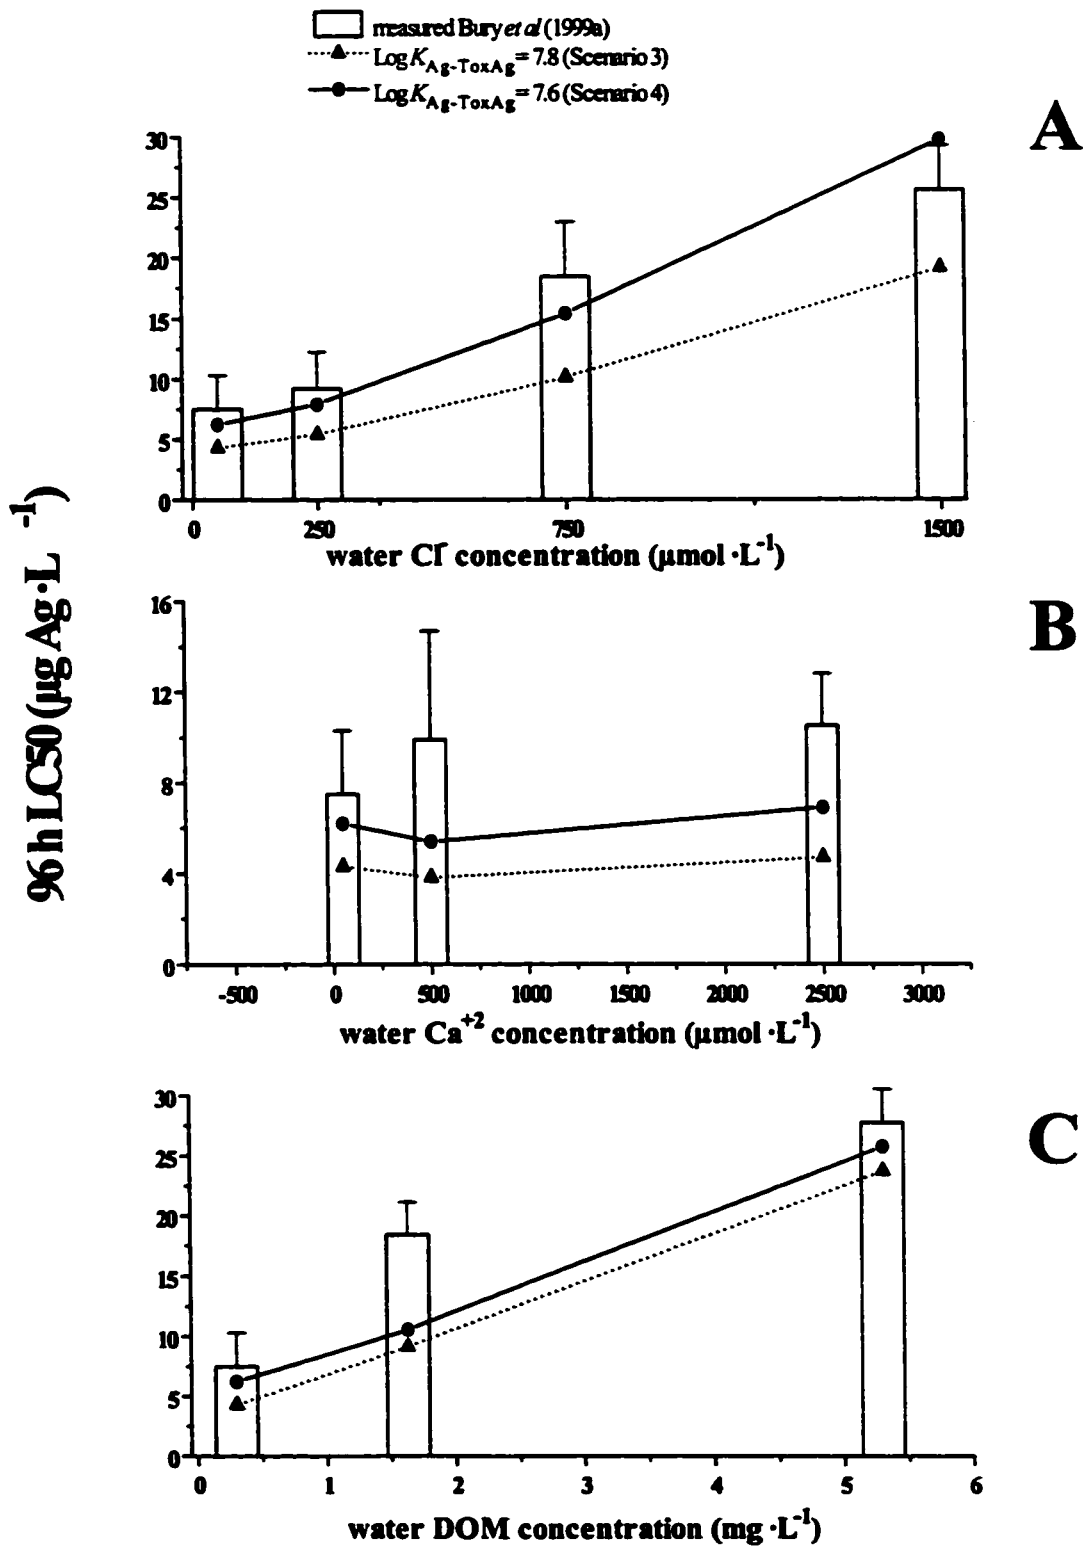 measured Bury et al (1999a)
Log K Ag-ToxAg = 7.8 (Scenario 3)
Log K Ag-ToxAg = 7.6 (Scenario 4)
A
30
25
20
15
10
5
0
0 250 750 1500
water Cl⁻ concentration (µmol·L⁻¹)
96 h LC50 (µg Ag·L⁻¹)
B
16
12
8
4
0
-500 0 500 1000 1500 2000 2500 3000
water Ca⁺² concentration (µmol·L⁻¹)
C
30
25
20
15
10
5
0
0 1 2 3 4 5 6
water DOM concentration (mg·L⁻¹)